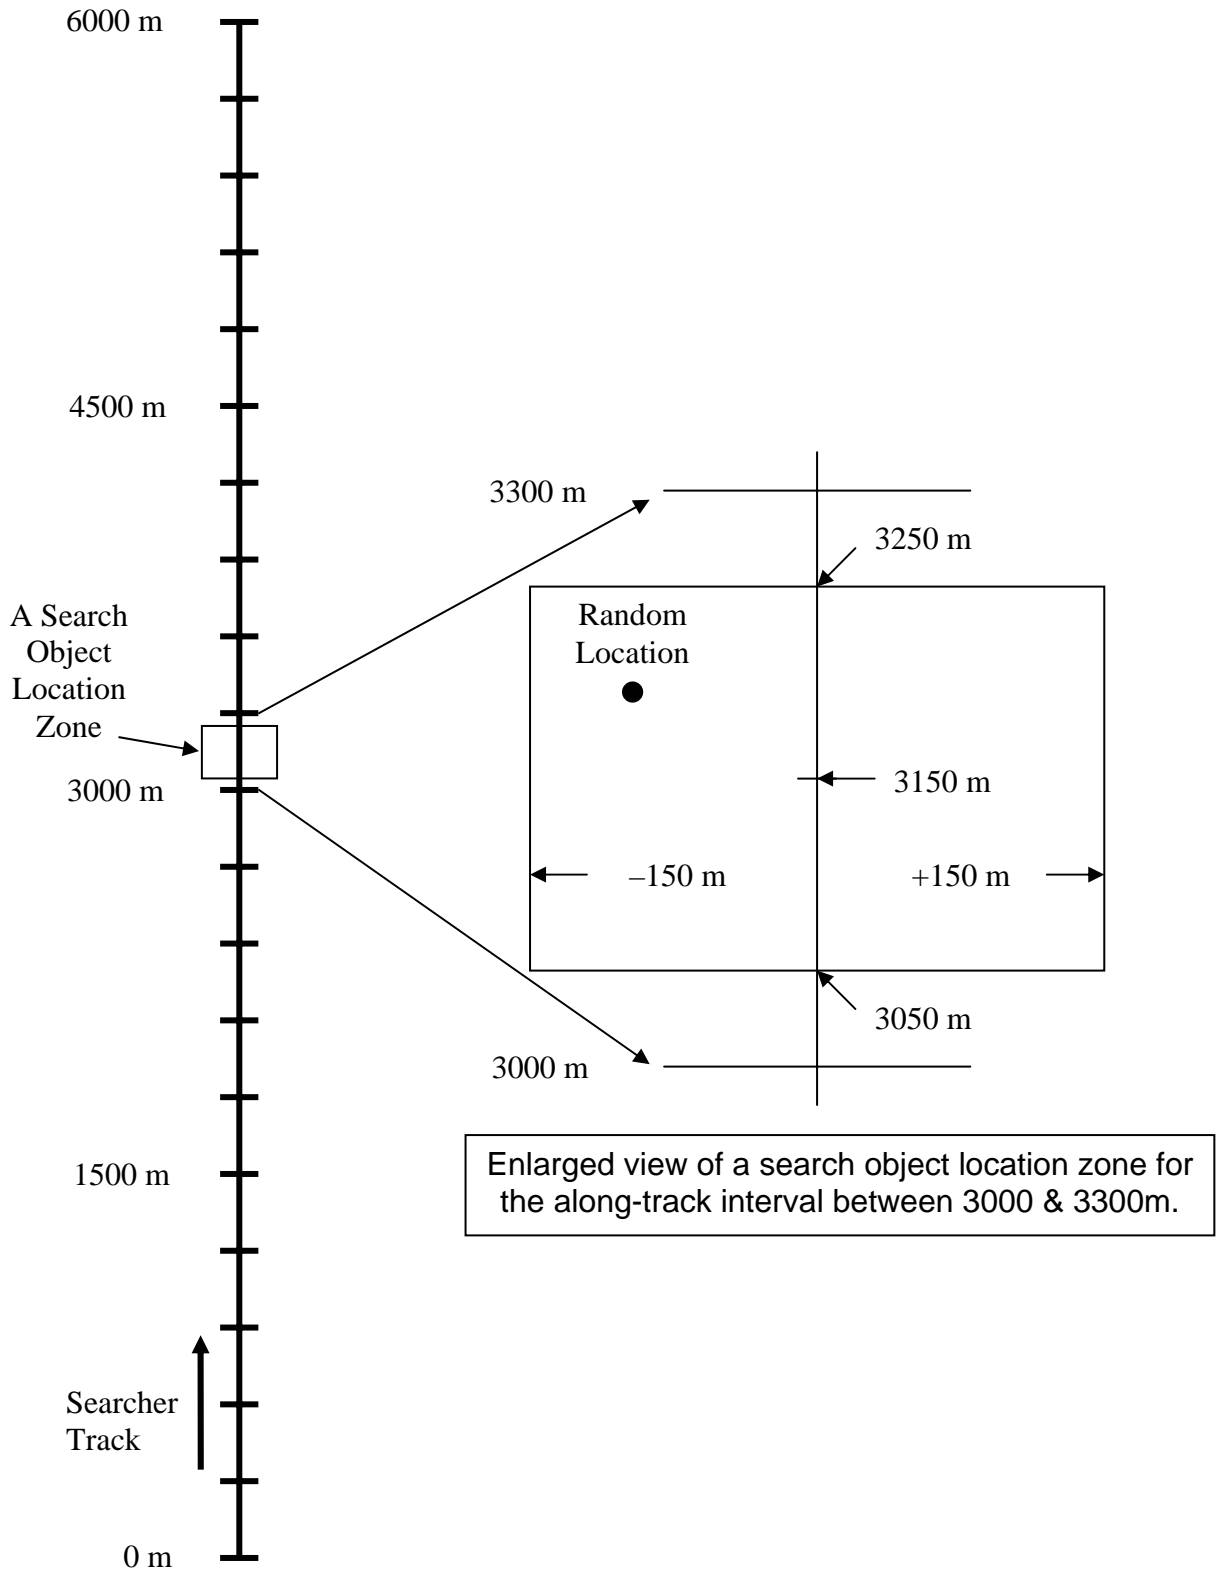 6000 m
4500 m
3300 m
3250 m
A Search
Object
Location
Zone
Random
Location
3000 m
3150 m
–150 m
+150 m
3050 m
3000 m
1500 m
Enlarged view of a search object location zone for
the along-track interval between 3000 & 3300m.
Searcher
Track
0 m